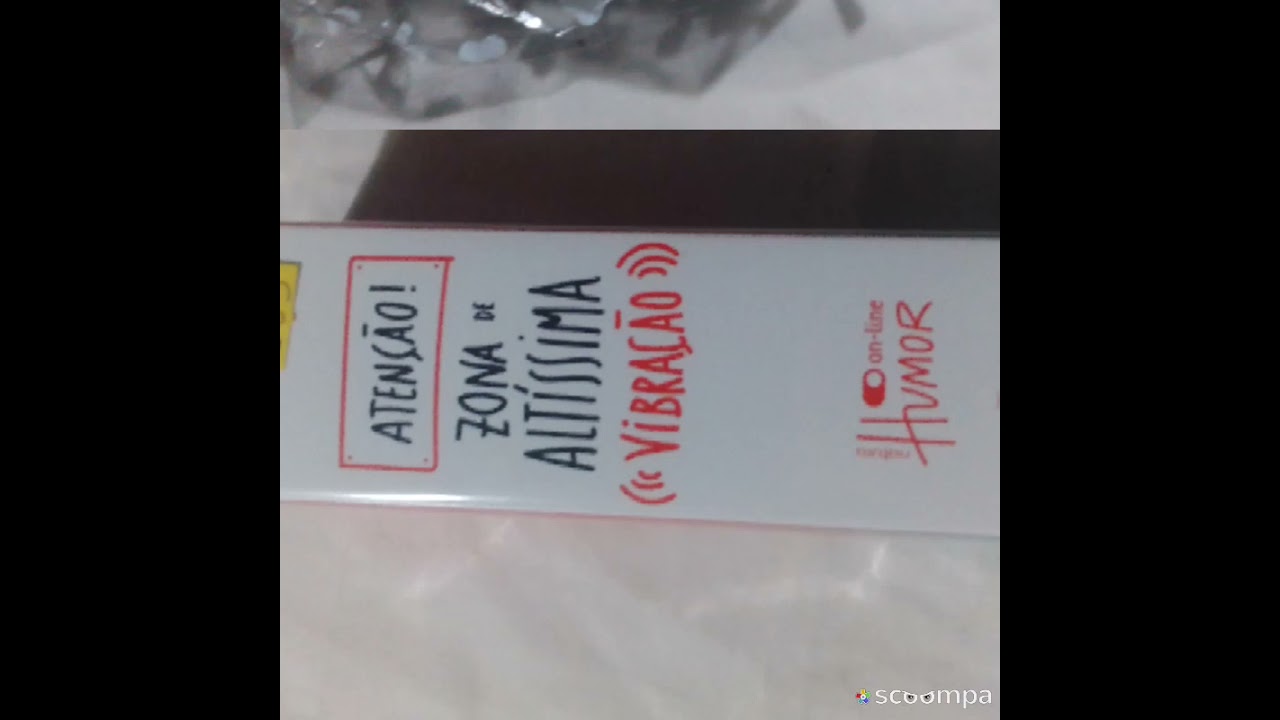 ATENÇÃO!
ZONA DE
ALTÍSSIMA
VIBRAÇÃO
on-line
HUMOR
scoompa